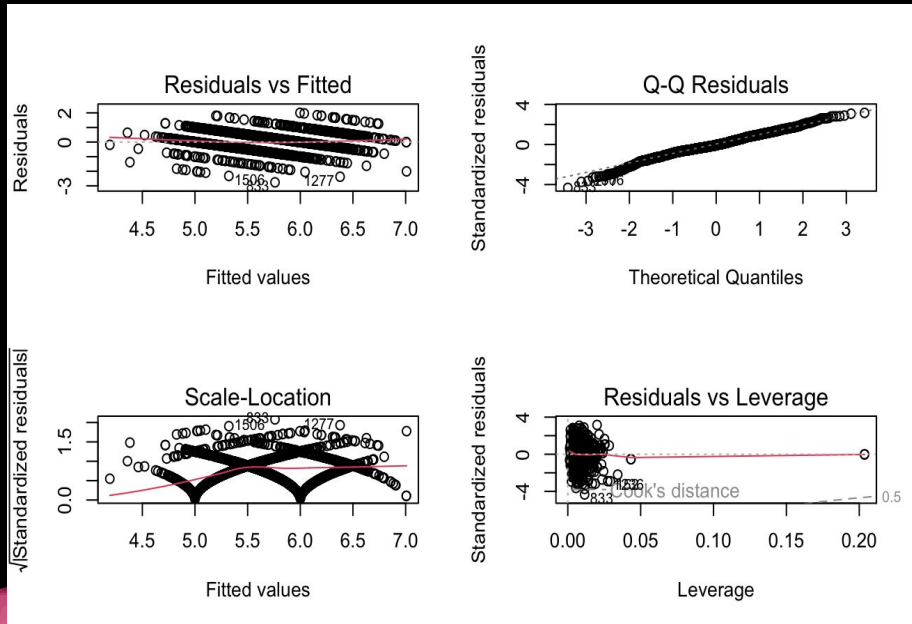 Residuals vs Fitted
Residuals
2
0
-3
1506
833
1277
4.5 5.0 5.5 6.0 6.5 7.0
Fitted values
Q-Q Residuals
Standardized residuals
4
0
-4
-3 -2 -1 0 1 2 3
Theoretical Quantiles
Scale-Location
√|Standardized residuals|
1.5
0.0
833
1506
1277
4.5 5.0 5.5 6.0 6.5 7.0
Fitted values
Residuals vs Leverage
Standardized residuals
4
0
-4
Cook's distance
833
0.5
0.00 0.05 0.10 0.15 0.20
Leverage